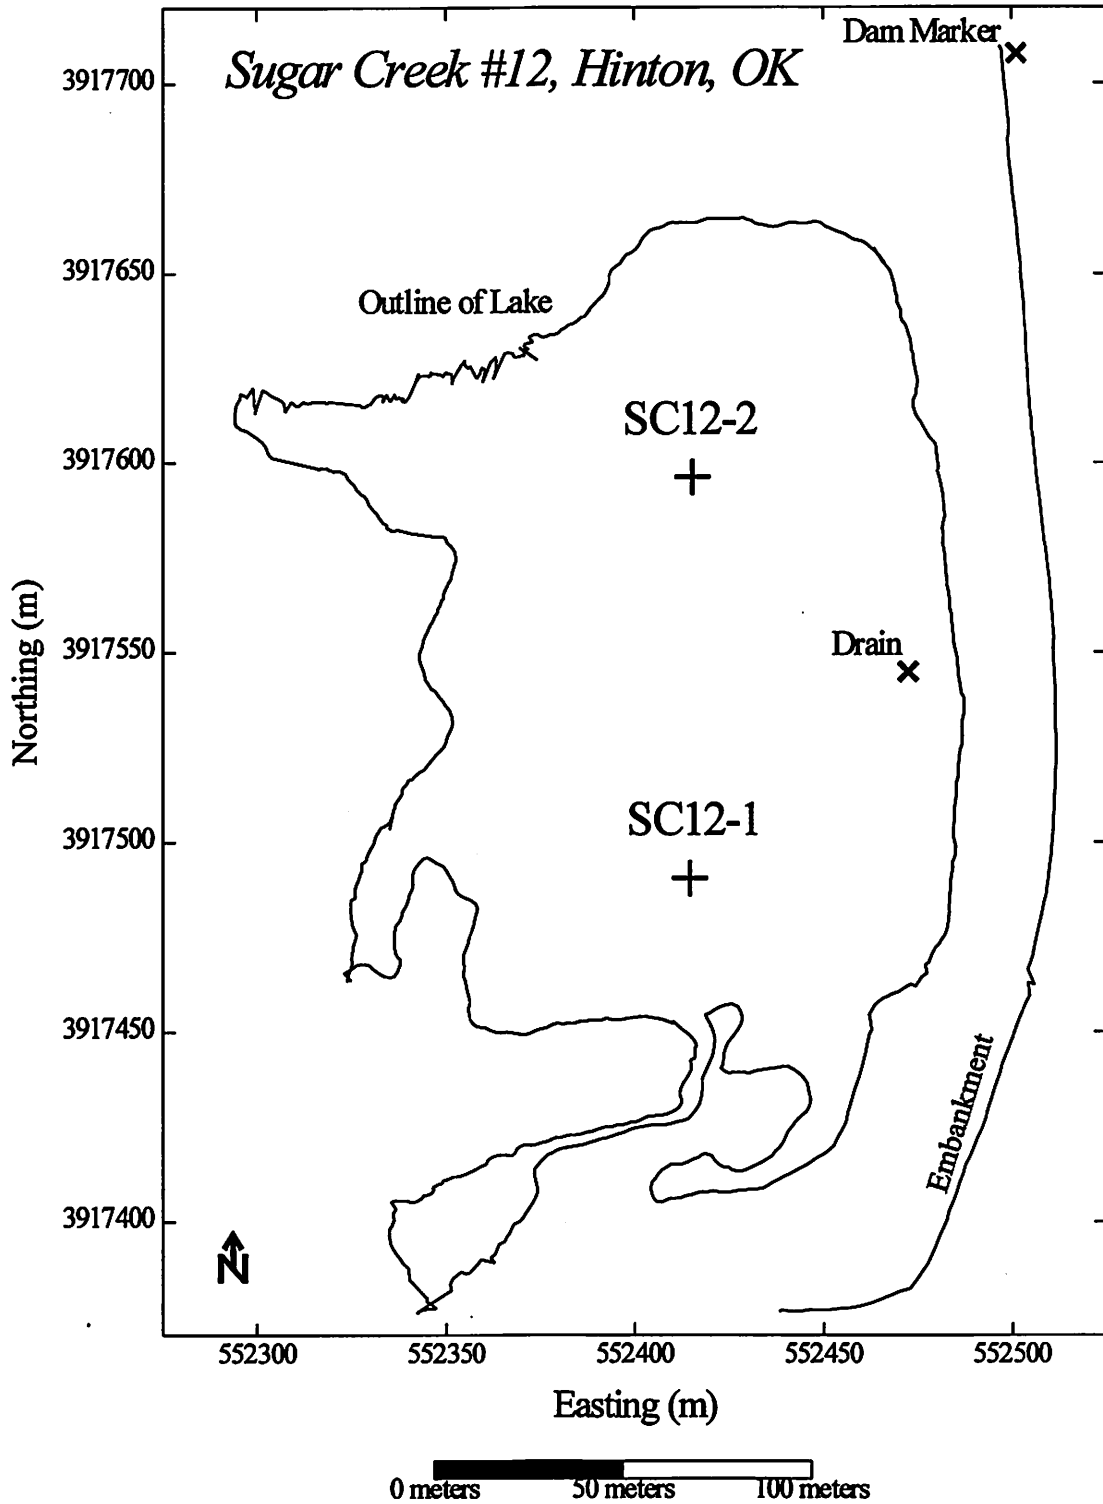 Dam Marker
Sugar Creek #12, Hinton, OK
3917700
3917650
Outline of Lake
SC12-2
3917600
Northing (m)
3917550
Drain
SC12-1
3917500
3917450
Embankment
3917400
N
552300 552350 552400 552450 552500
Easting (m)
0 meters 50 meters 100 meters